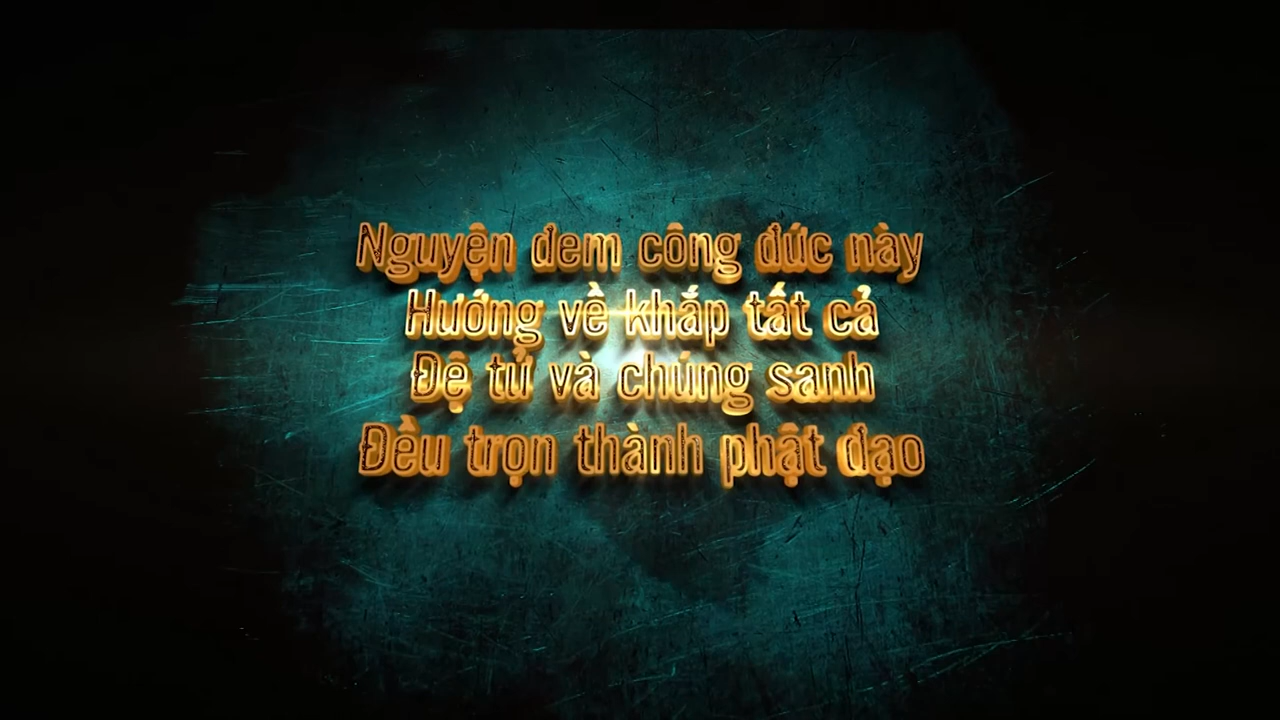 Nguyện đem công đức này
Hướng về khắp tất cả
Đệ tử và chúng sanh
Đều trọn thành phật đạo